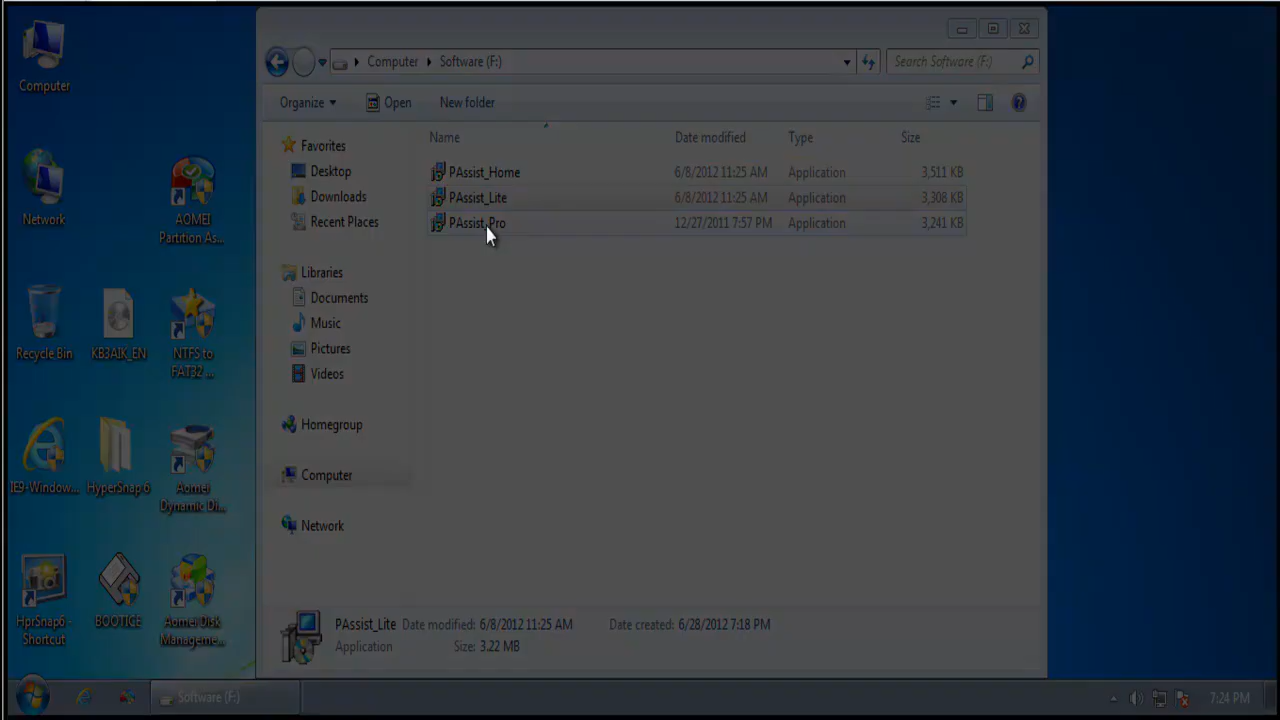 Computer
Network
AOMEI
Partition As...
Recycle Bin
KB3AIK_EN
NTFS to
FAT32 ...
IE9-Window...
HyperSnap 6
Aomei
Dynamic Di...
HprSnap6 -
Shortcut
BOOTICE
Aomei Disk
Manageme...
Computer Software (F:)
Search Software (F:)
Organize Open New folder
Favorites
Desktop
Downloads
Recent Places
Libraries
Documents
Music
Pictures
Videos
Homegroup
Computer
Network
Name Date modified Type Size
PAssist_Home 6/8/2012 11:25 AM Application 3,511 KB
PAssist_Lite 6/8/2012 11:25 AM Application 3,308 KB
PAssist_Pro 12/27/2011 7:57 PM Application 3,241 KB
PAssist_Lite Date modified: 6/8/2012 11:25 AM Date created: 6/28/2012 7:18 PM
Application Size: 3.22 MB
Software (F:)
7:24 PM